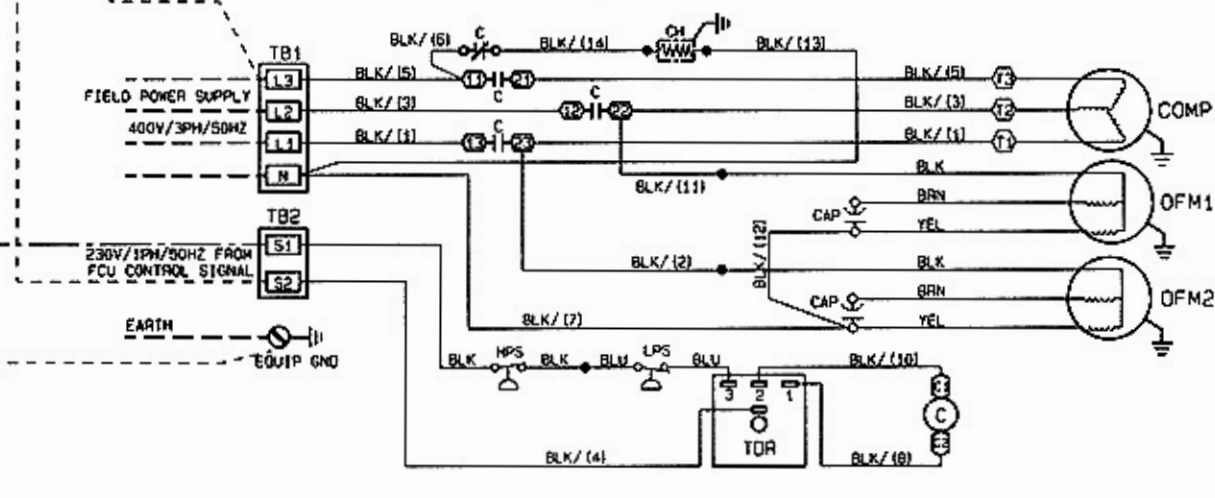 C
CH
BLK/(6)
BLK/(14)
BLK/(13)
TB1
L3
BLK/(5)
11
21
C
BLK/(5)
T3
FIELD POWER SUPPLY
L2
BLK/(3)
C
12
22
BLK/(3)
T2
COMP
400V/3PH/50HZ
L1
BLK/(1)
C
13
23
BLK/(1)
T1
N
BLK/(11)
BLK
BRN
OFM1
CAP
YEL
TB2
BLK/(12)
S1
230V/1PH/50HZ FROM
FCU CONTROL SIGNAL
S2
BLK/(2)
BLK
BRN
OFM2
CAP
YEL
EARTH
EQUIP GND
BLK/(7)
BLK
HPS
BLK
BLU
LPS
BLU
BLK/(10)
3
2
1
C
TDR
BLK/(4)
BLK/(8)